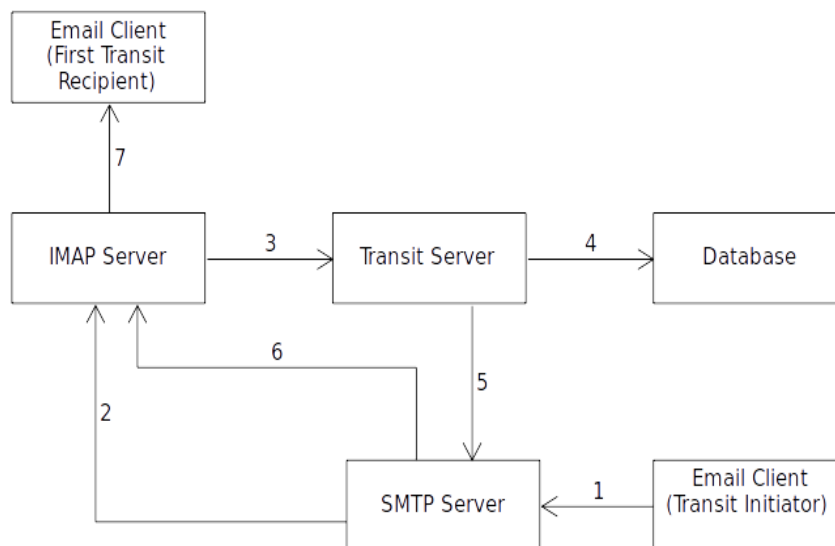 Email Client
(First Transit
Recipient)
7
IMAP Server
3
Transit Server
4
Database
6
2
5
SMTP Server
1
Email Client
(Transit Initiator)